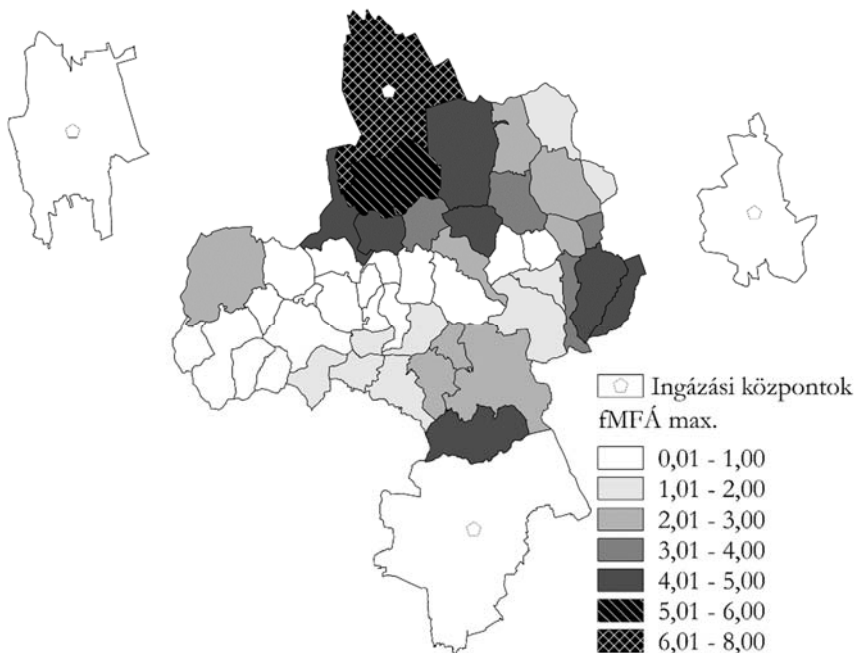 Ingázási központok
fMFÁ max.
0,01 - 1,00
1,01 - 2,00
2,01 - 3,00
3,01 - 4,00
4,01 - 5,00
5,01 - 6,00
6,01 - 8,00